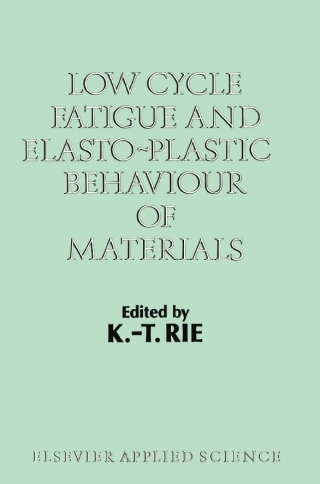 LOW CYCLE
FATIGUE AND
ELASTO-PLASTIC
BEHAVIOUR
OF
MATERIALS
Edited by
K.-T. RIE
ELSEVIER APPLIED SCIENCE